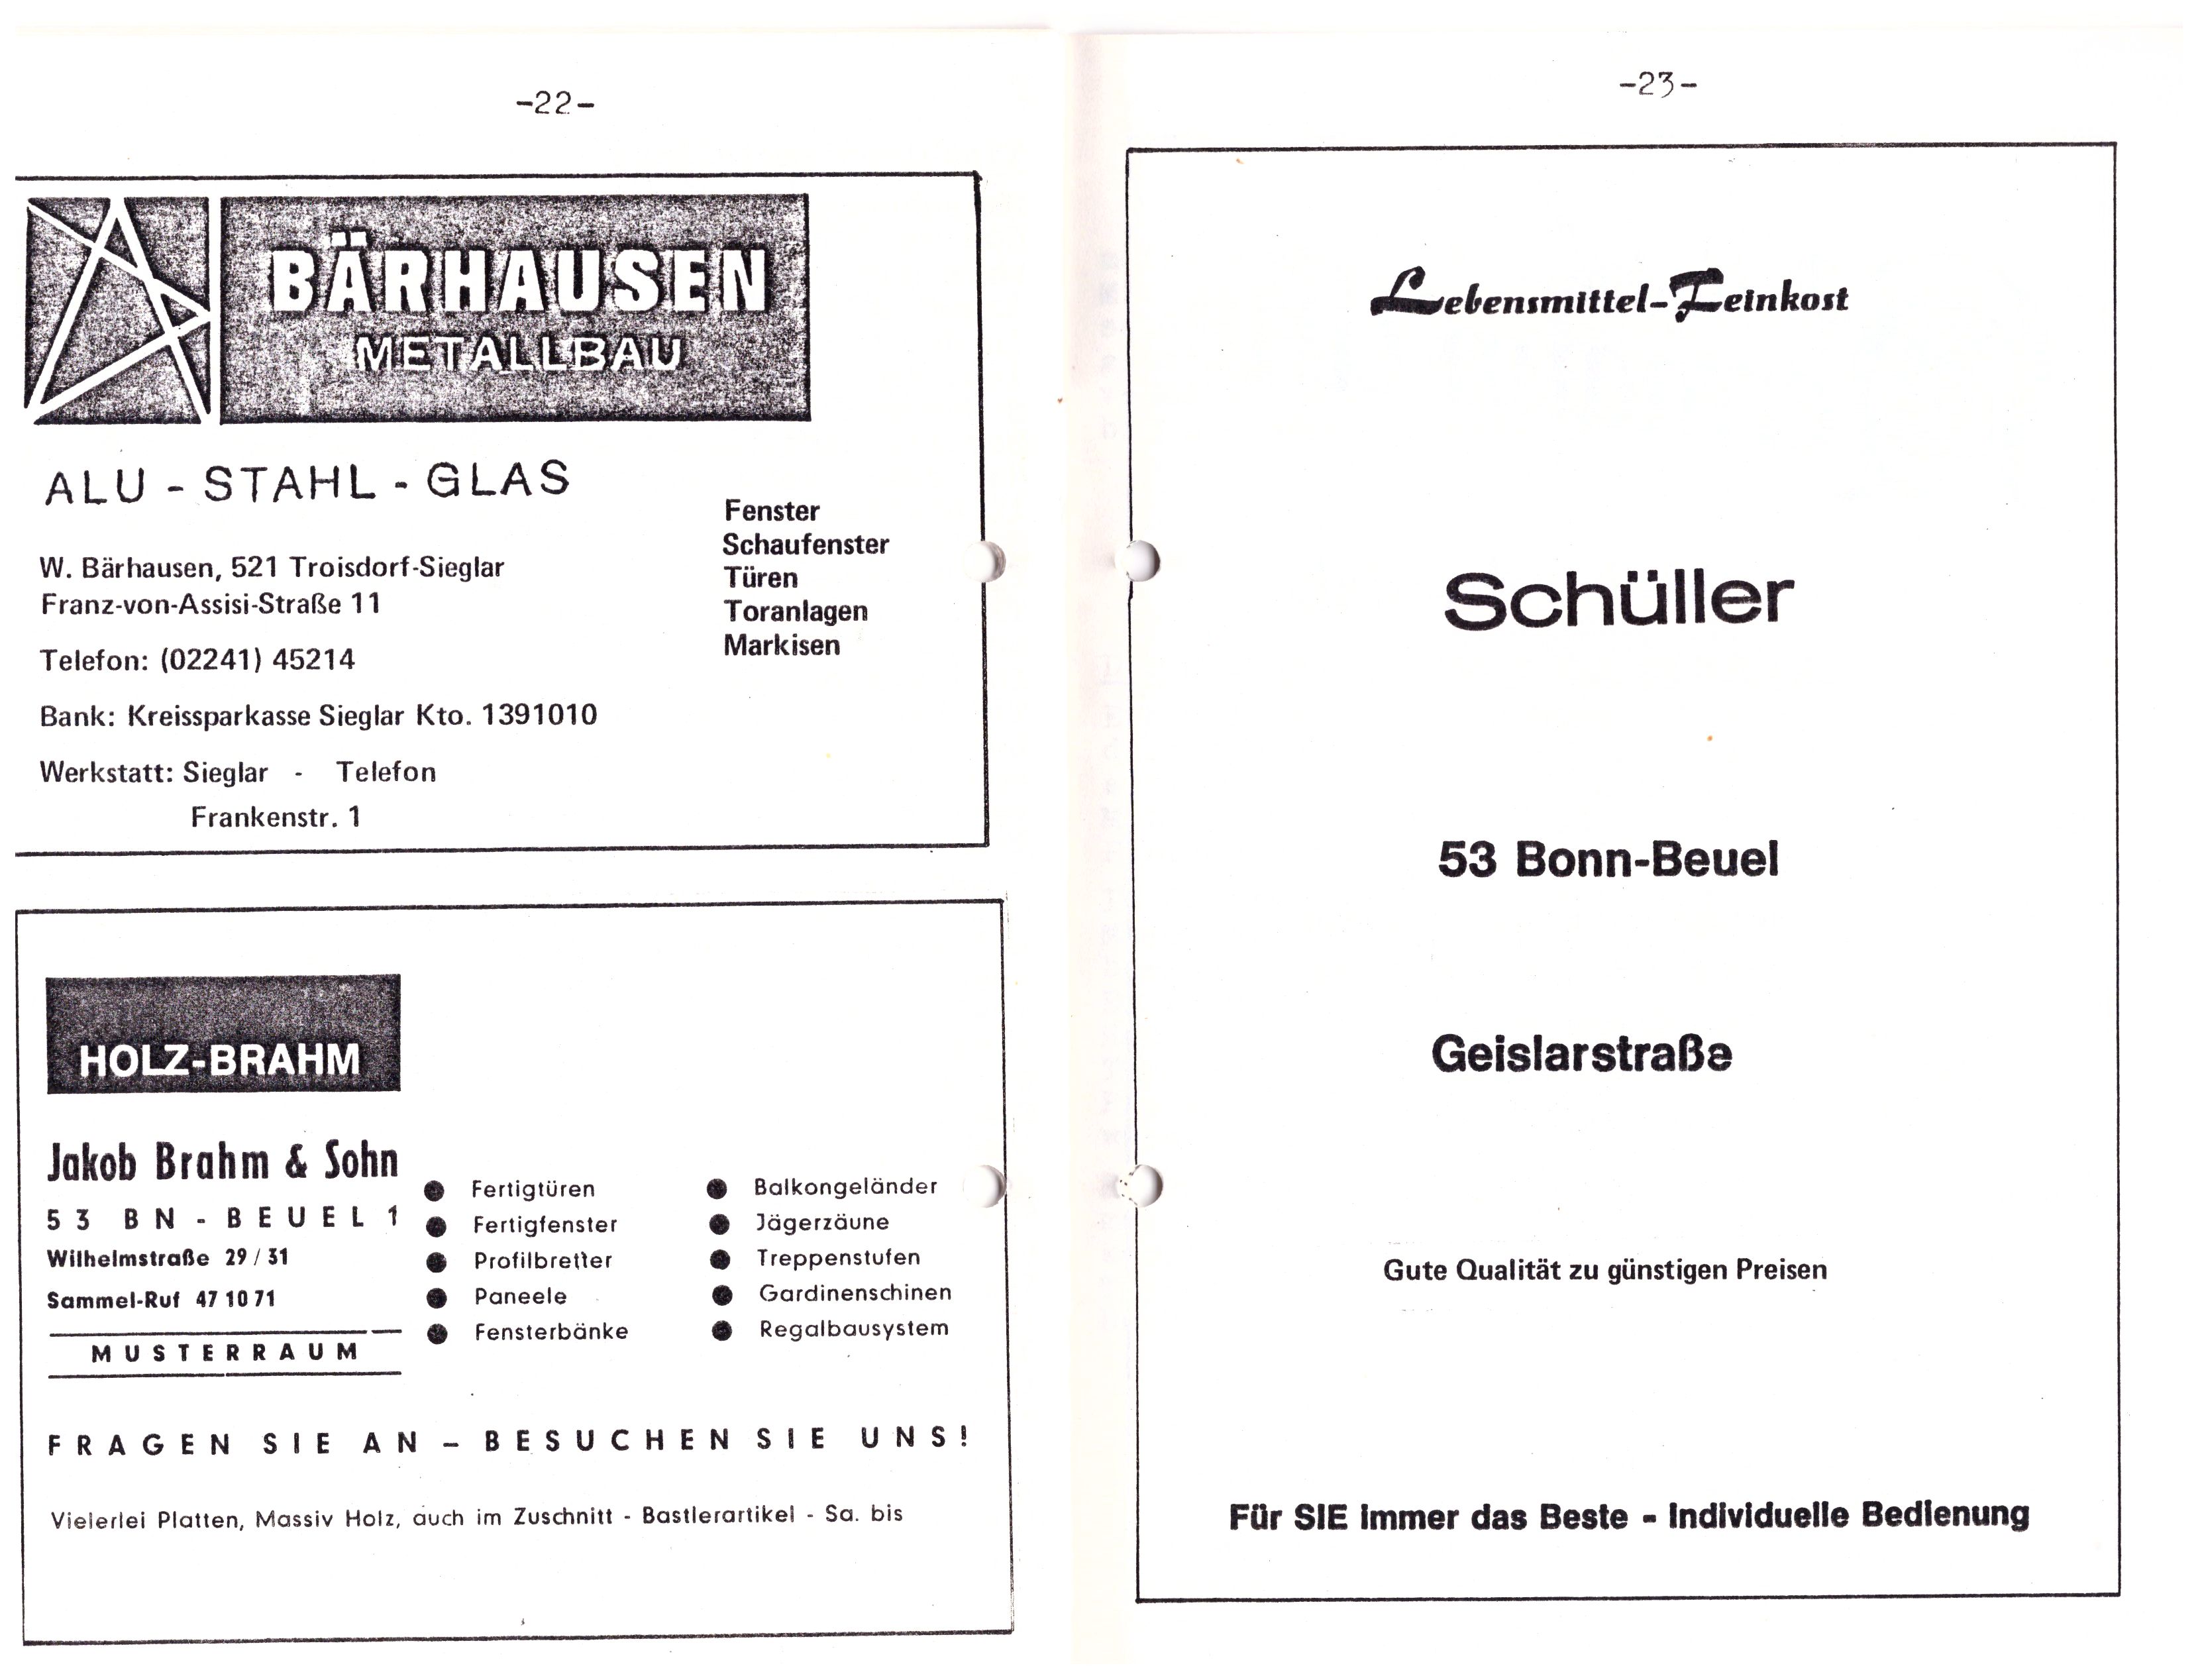 -22-
BÄRHAUSEN
METALLBAU
ALU - STAHL - GLAS
W. Bärhausen, 521 Troisdorf-Sieglar
Franz-von-Assisi-Straße 11
Telefon: (02241) 45214
Bank: Kreissparkasse Sieglar Kto. 1391010
Werkstatt: Sieglar - Telefon
Frankenstr. 1
Fenster
Schaufenster
Türen
Toranlagen
Markisen
HOLZ-BRAHM
Jakob Brahm & Sohn
53 BN-BEUEL 1
Wilhelmstraße 29/31
Sammel-Ruf 47 10 71
MUSTERRAUM
Fertigtüren
Fertigfenster
Profilbretter
Paneele
Fensterbänke
Balkongeländer
Jägerzäune
Treppenstufen
Gardinenschinen
Regalbausystem
FRAGEN SIE AN – BESUCHEN SIE UNS!
Vielerlei Platten, Massiv Holz, auch im Zuschnitt - Bastlerartikel - Sa. bis
-23-
Lebensmittel-Feinkost
Schüller
53 Bonn-Beuel
Geislarstraße
Gute Qualität zu günstigen Preisen
Für SIE immer das Beste - Individuelle Bedienung